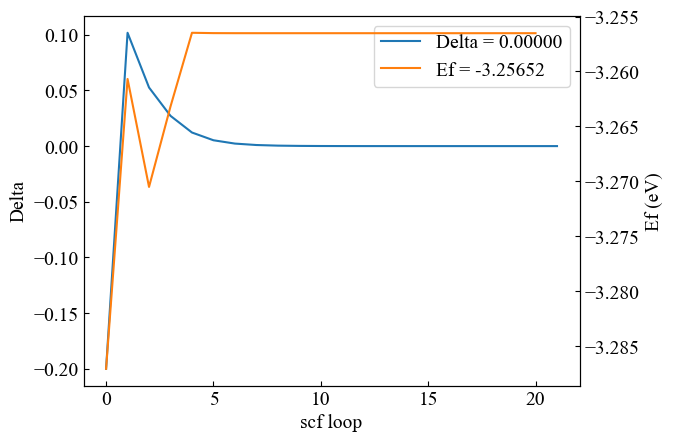 Delta = 0.00000
Ef = -3.25652
Delta
0.10
0.05
0.00
−0.05
−0.10
−0.15
−0.20
−3.255
−3.260
−3.265
−3.270
−3.275
−3.280
−3.285
Ef (eV)
0 5 10 15 20
scf loop